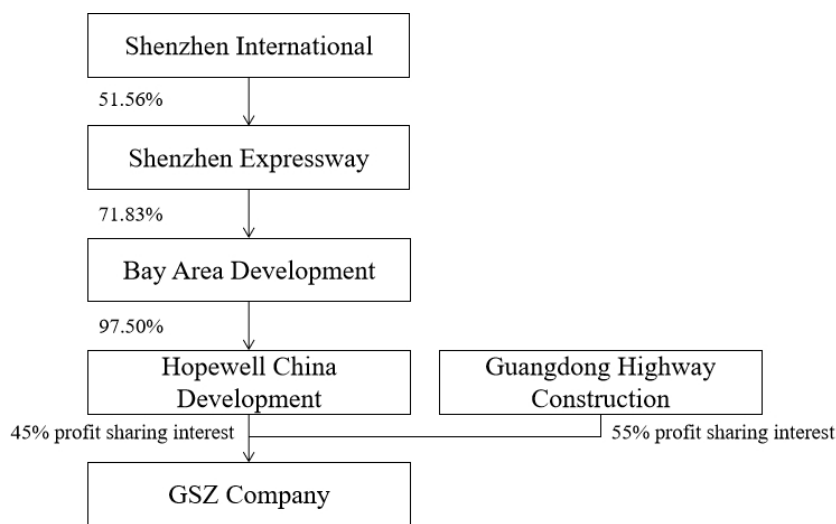 Shenzhen International
51.56%
Shenzhen Expressway
71.83%
Bay Area Development
97.50%
Hopewell China
Development
Guangdong Highway
Construction
45% profit sharing interest
55% profit sharing interest
GSZ Company